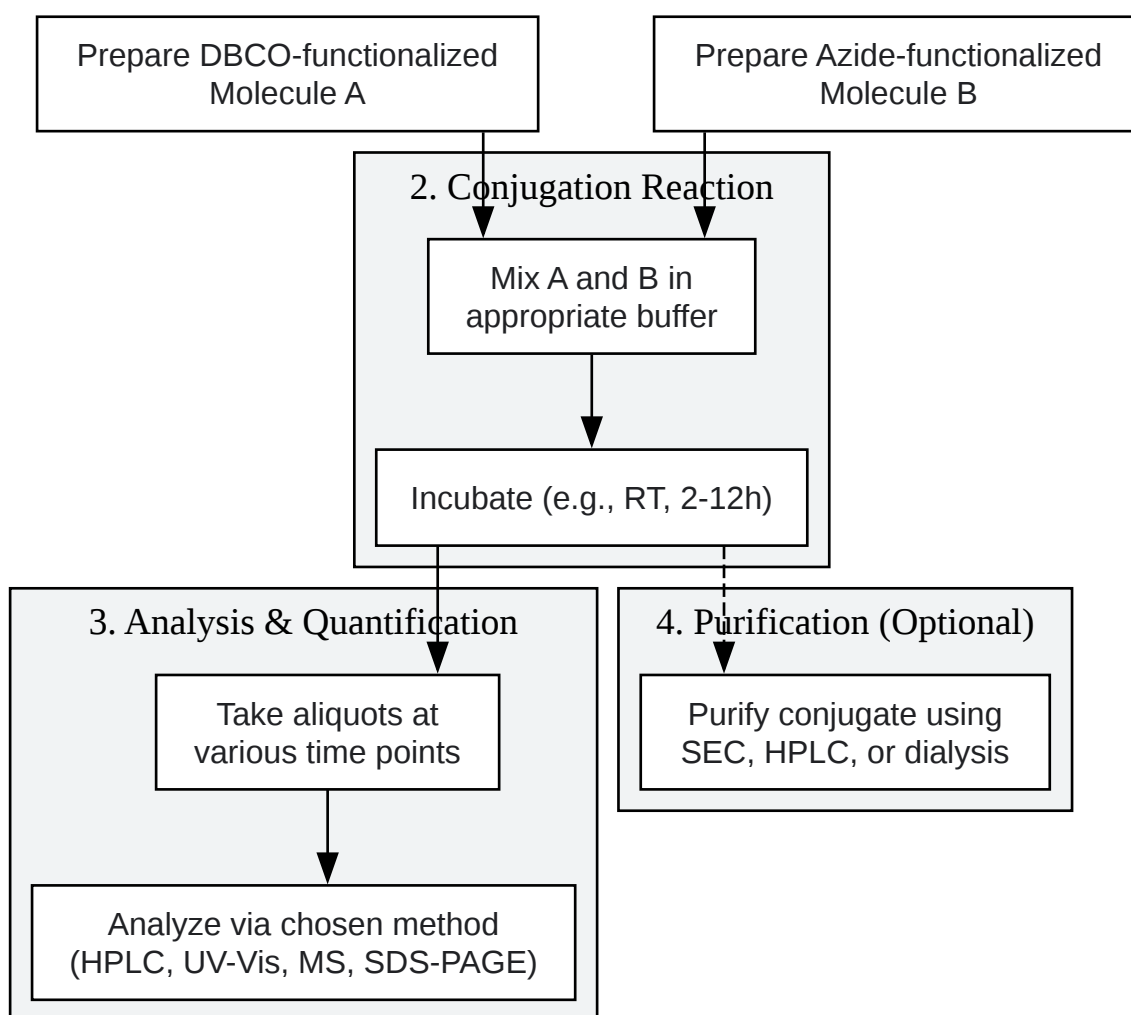 Prepare DBCO-functionalized
Molecule A
Prepare Azide-functionalized
Molecule B
2. Conjugation Reaction
Mix A and B in
appropriate buffer
Incubate (e.g., RT, 2-12h)
3. Analysis & Quantification
Take aliquots at
various time points
Analyze via chosen method
(HPLC, UV-Vis, MS, SDS-PAGE)
4. Purification (Optional)
Purify conjugate using
SEC, HPLC, or dialysis